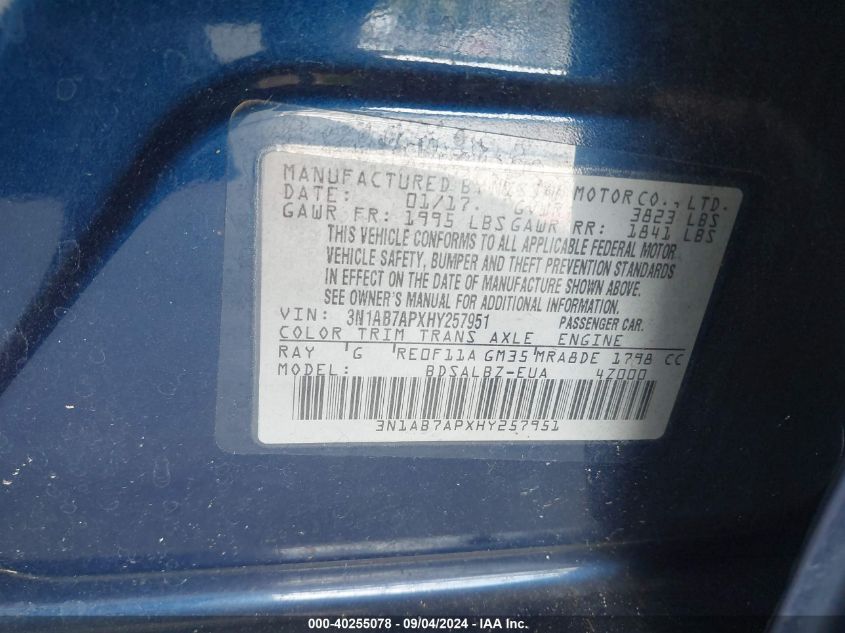 MANUFACTURED BY NISSAN MOTOR CO., LTD.
DATE: 01/17. GVWR 3823 LBS
GAWR FR: 1995 LBS GAWR RR: 1841 LBS
THIS VEHICLE CONFORMS TO ALL APPLICABLE FEDERAL MOTOR
VEHICLE SAFETY, BUMPER AND THEFT PREVENTION STANDARDS
IN EFFECT ON THE DATE OF MANUFACTURE SHOWN ABOVE.
SEE OWNER'S MANUAL FOR ADDITIONAL INFORMATION.
VIN: 3N1AB7APXHY257951 PASSENGER CAR.
COLOR TRIM TRANS AXLE ENGINE
RAY G RE0F11A GM35 MRA8DE 1798 CC
MODEL: BDSALBZ-EUA 4Z000
3N1AB7APXHY257951
000-40255078 - 09/04/2024 - IAA, Inc.